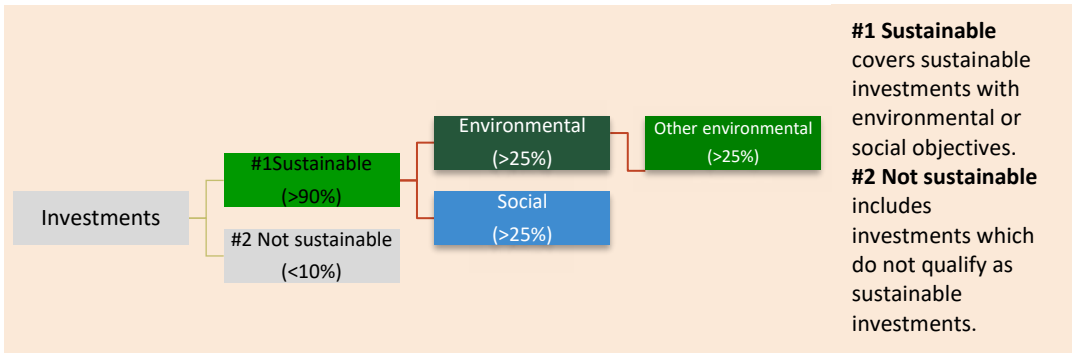 Investments
#1Sustainable
(>90%)
#2 Not sustainable
(<10%)
Environmental
(>25%)
Social
(>25%)
Other environmental
(>25%)
#1 Sustainable
covers sustainable
investments with
environmental or
social objectives.
#2 Not sustainable
includes
investments which
do not qualify as
sustainable
investments.